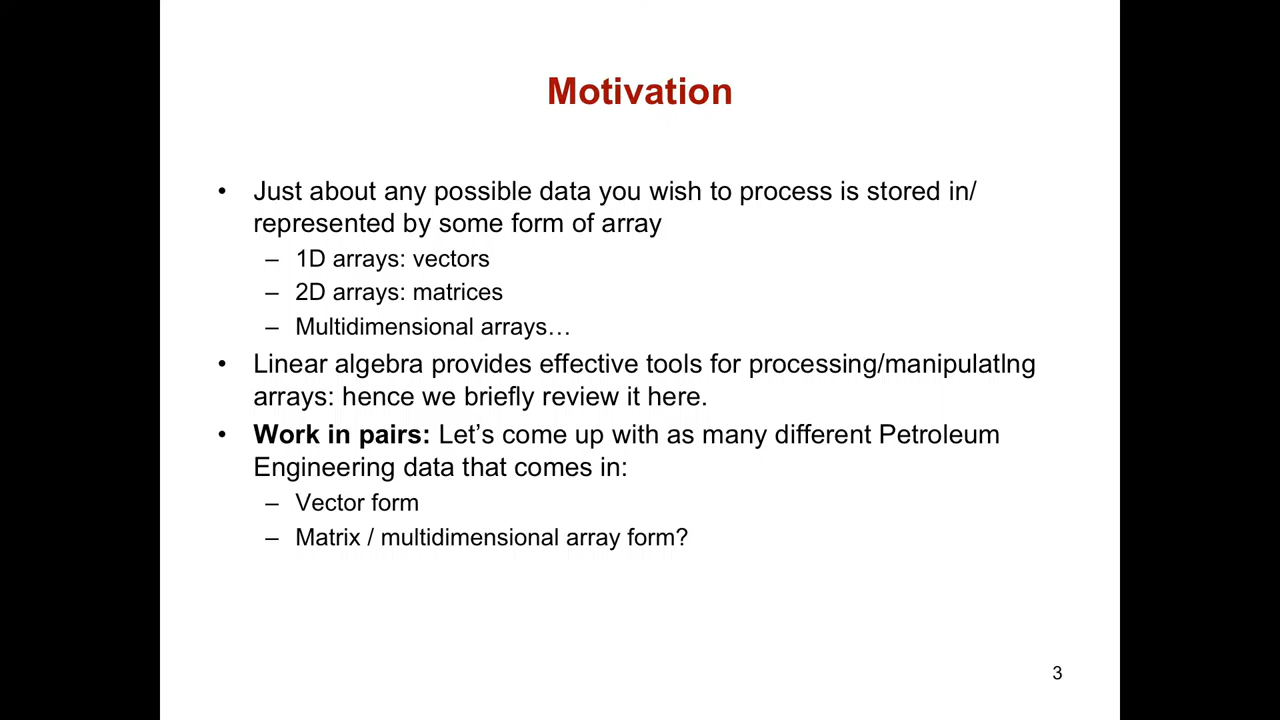 Motivation
• Just about any possible data you wish to process is stored in/
represented by some form of array
– 1D arrays: vectors
– 2D arrays: matrices
– Multidimensional arrays…
• Linear algebra provides effective tools for processing/manipulatIng
arrays: hence we briefly review it here.
• Work in pairs: Let’s come up with as many different Petroleum
Engineering data that comes in:
– Vector form
– Matrix / multidimensional array form?
3